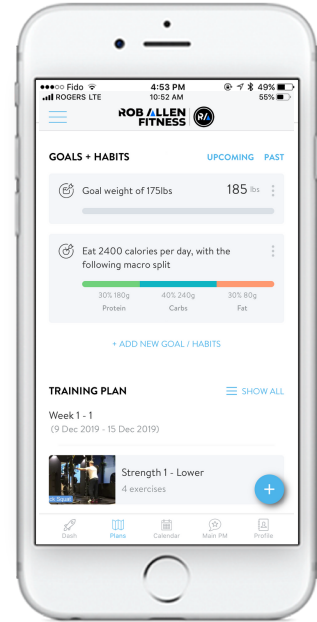 Fido 4:53 PM 49%
ROGERS LTE 10:52 AM 55%
ROB ALLEN
FITNESS RA
GOALS + HABITS UPCOMING PAST
Goal weight of 175lbs 185 lbs
Eat 2400 calories per day, with the
following macro split
30% 180g 40% 240g 30% 80g
Protein Carbs Fat
+ ADD NEW GOAL / HABITS
TRAINING PLAN SHOW ALL
Week 1 - 1
(9 Dec 2019 - 15 Dec 2019)
Strength 1 - Lower
4 exercises
ck Squat
+
Dash Plans Calendar Main PM Profile